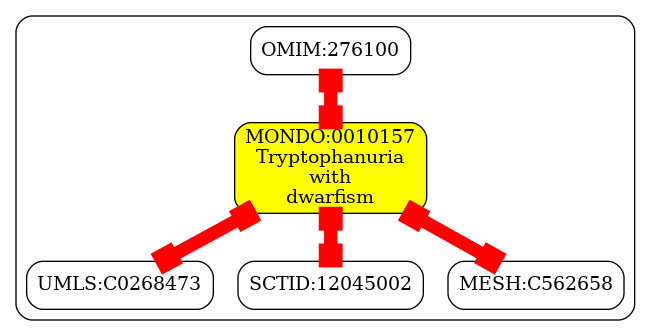 OMIM:276100
MONDO:0010157
Tryptophanuria
with
dwarfism
UMLS:C0268473
SCTID:12045002
MESH:C562658